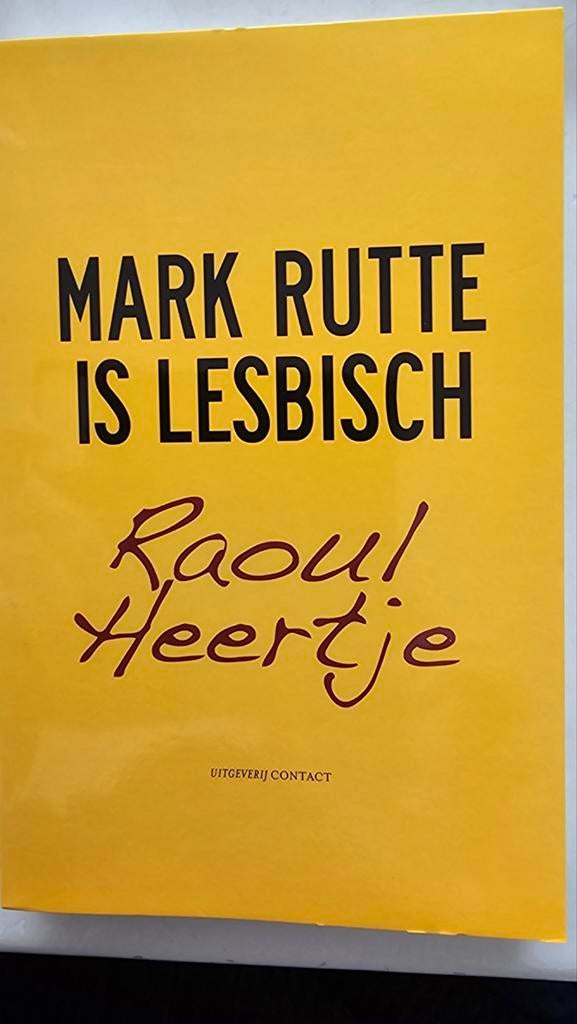 MARK RUTTE
IS LESBISCH
Raoul
Heertje
UITGEVERIJ CONTACT